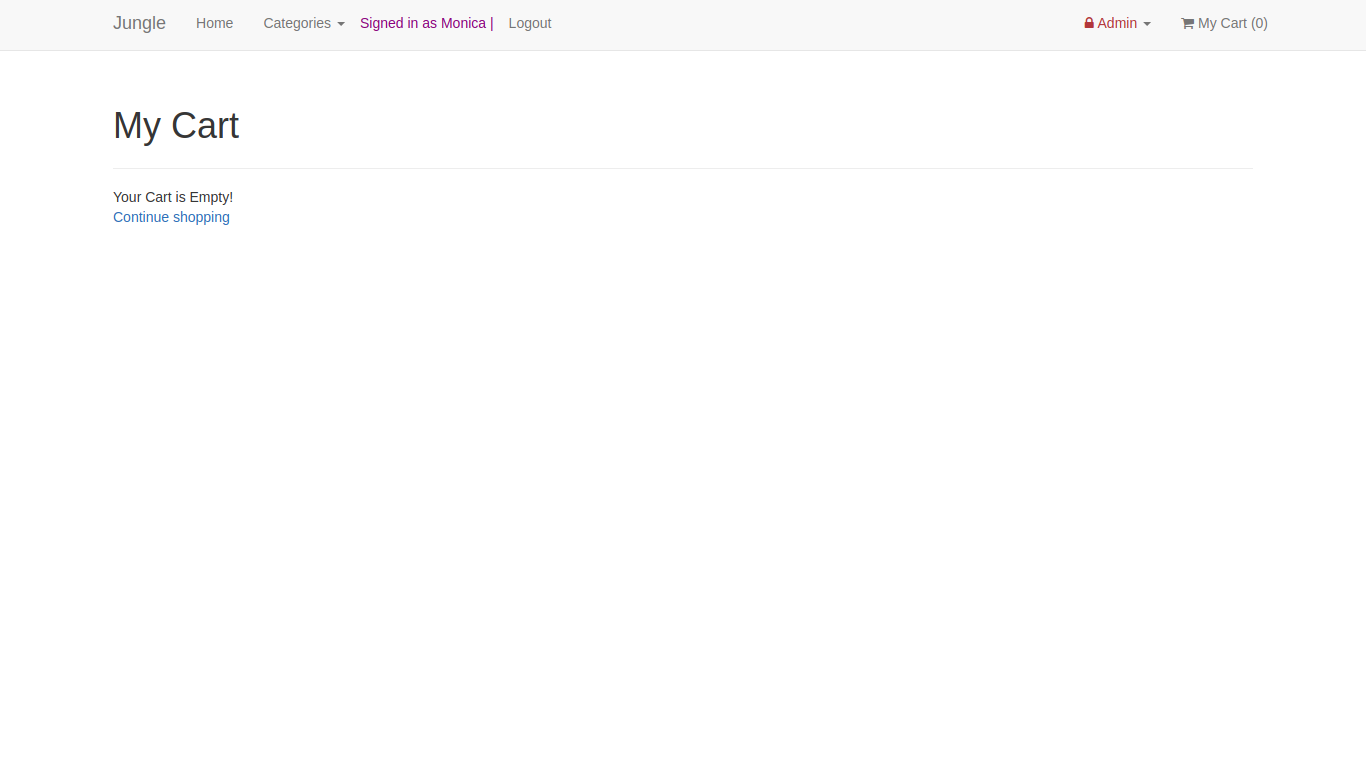 Jungle Home Categories Signed in as Monica | Logout Admin My Cart (0)
My Cart
Your Cart is Empty!
Continue shopping